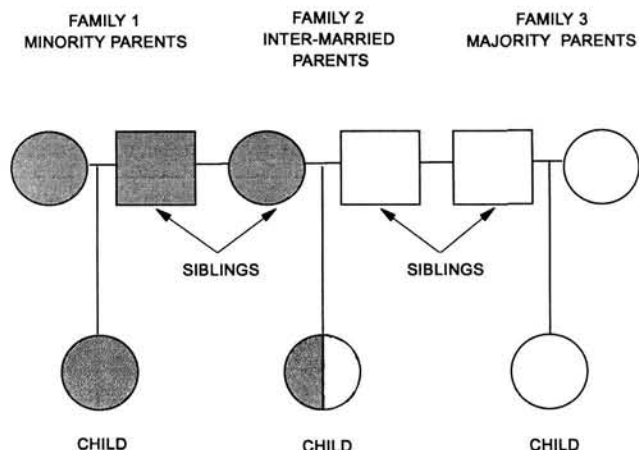 FAMILY 1
MINORITY PARENTS
FAMILY 2
INTER-MARRIED
PARENTS
FAMILY 3
MAJORITY PARENTS
SIBLINGS
SIBLINGS
CHILD
CHILD
CHILD